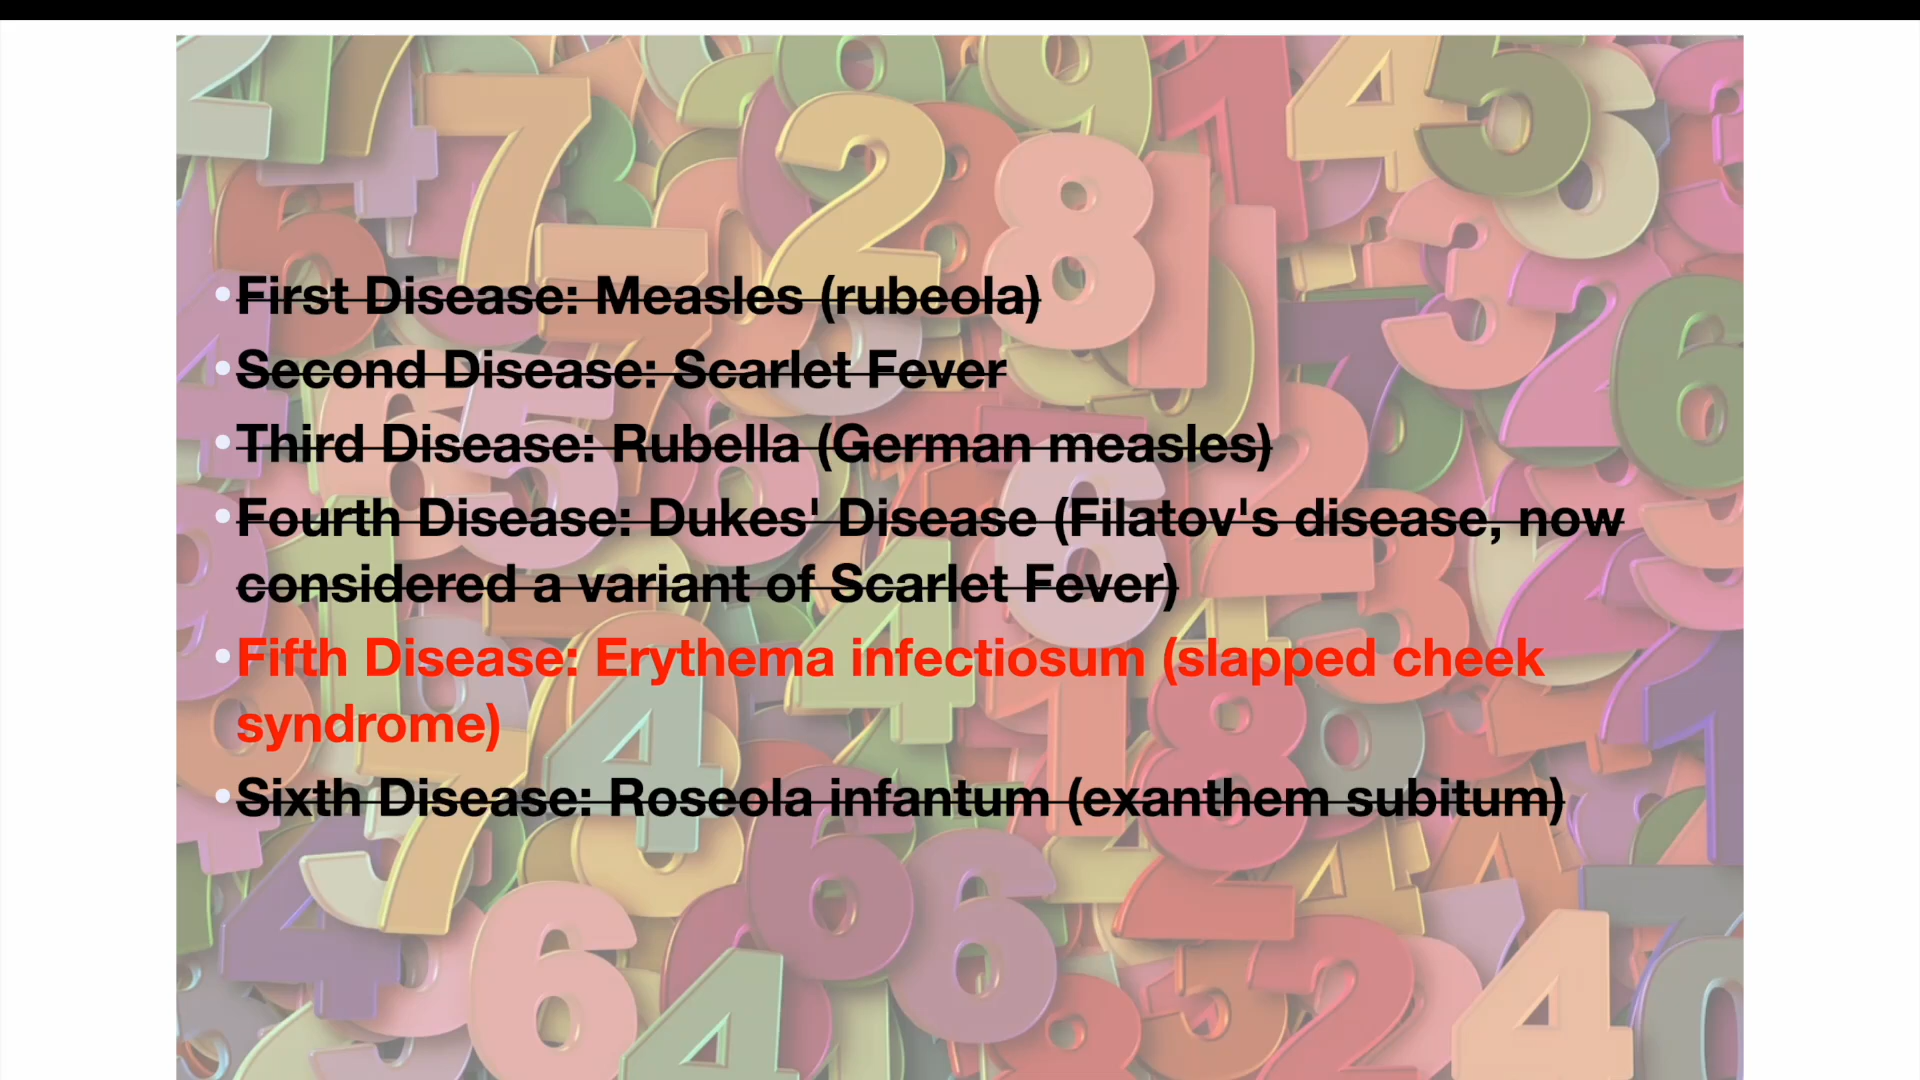 • First Disease: Measles (rubeola)
• Second Disease: Scarlet Fever
• Third Disease: Rubella (German measles)
• Fourth Disease: Dukes' Disease (Filatov's disease, now
considered a variant of Scarlet Fever)
• Fifth Disease: Erythema infectiosum (slapped cheek
syndrome)
• Sixth Disease: Roseola infantum (exanthem subitum)